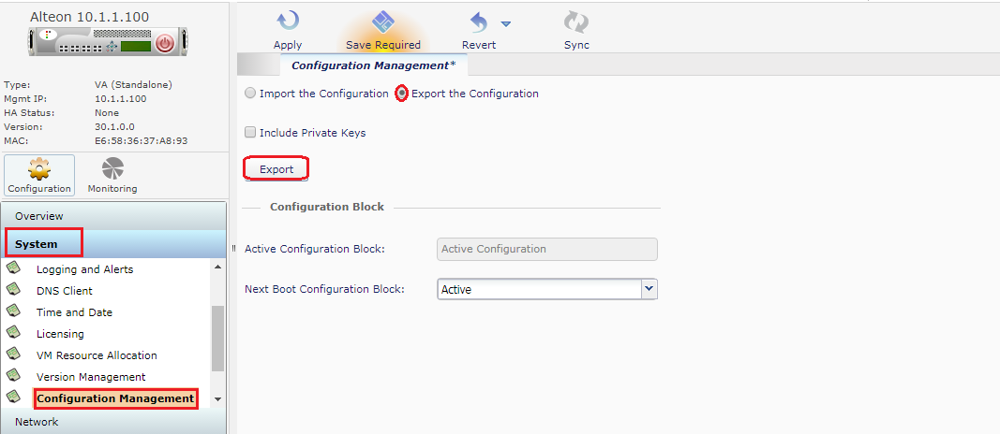 Alteon 10.1.1.100
Type: VA (Standalone)
Mgmt IP: 10.1.1.100
HA Status: None
Version: 30.1.0.0
MAC: E6:58:36:37:A8:93
Configuration Monitoring
Overview
System
Logging and Alerts
DNS Client
Time and Date
Licensing
VM Resource Allocation
Version Management
Configuration Management
Network
Apply Save Required Revert Sync
Configuration Management*
Import the Configuration Export the Configuration
Include Private Keys
Export
Configuration Block
Active Configuration Block: Active Configuration
Next Boot Configuration Block: Active